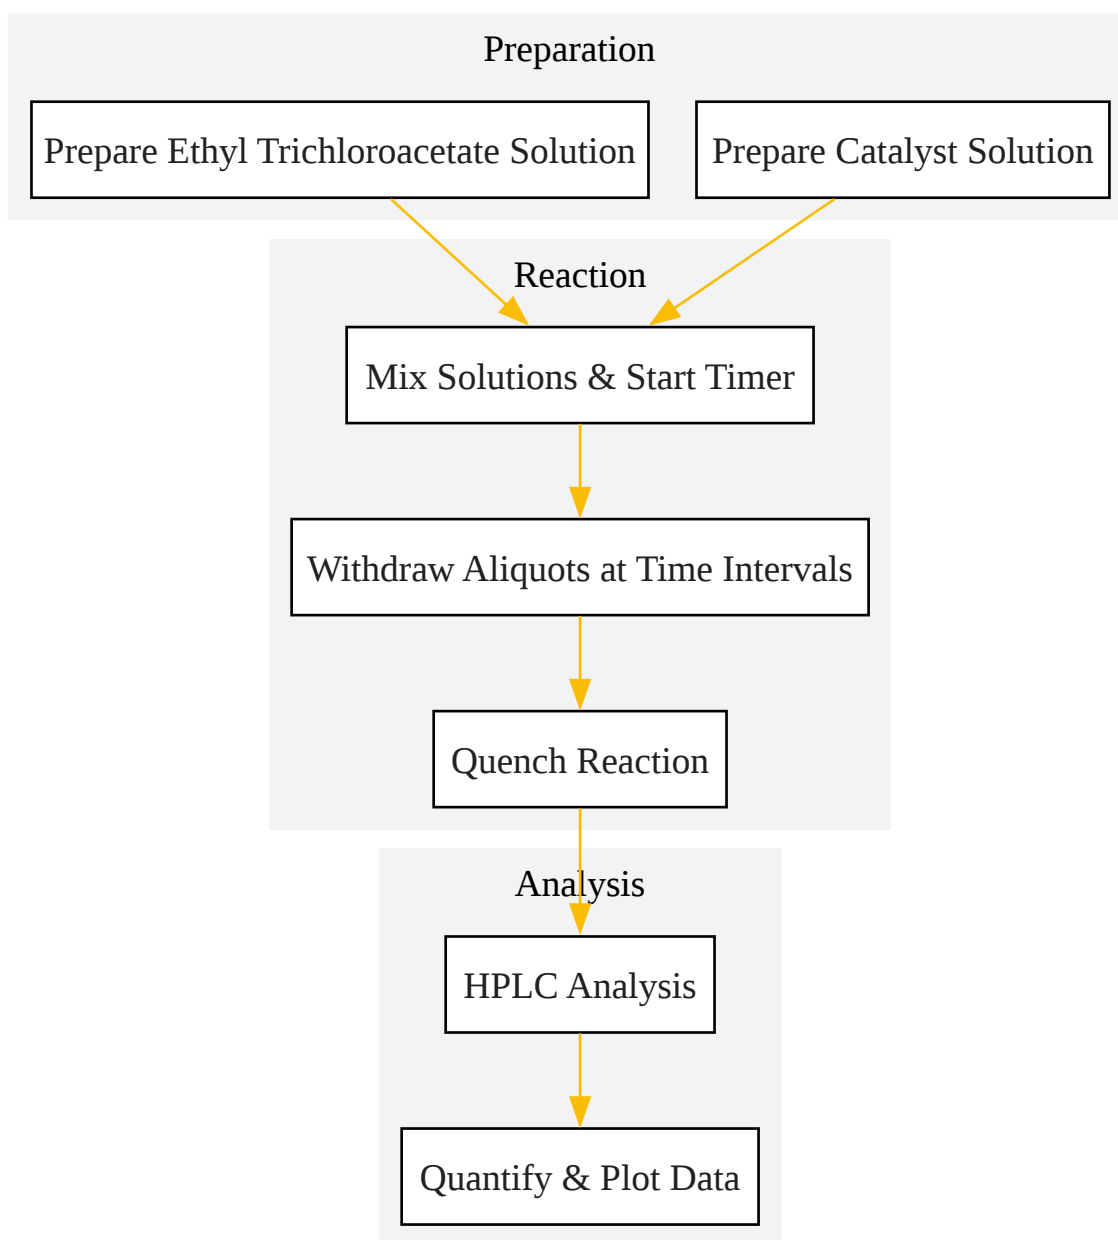 Preparation
Prepare Ethyl Trichloroacetate Solution
Prepare Catalyst Solution
Reaction
Mix Solutions & Start Timer
Withdraw Aliquots at Time Intervals
Quench Reaction
Analysis
HPLC Analysis
Quantify & Plot Data